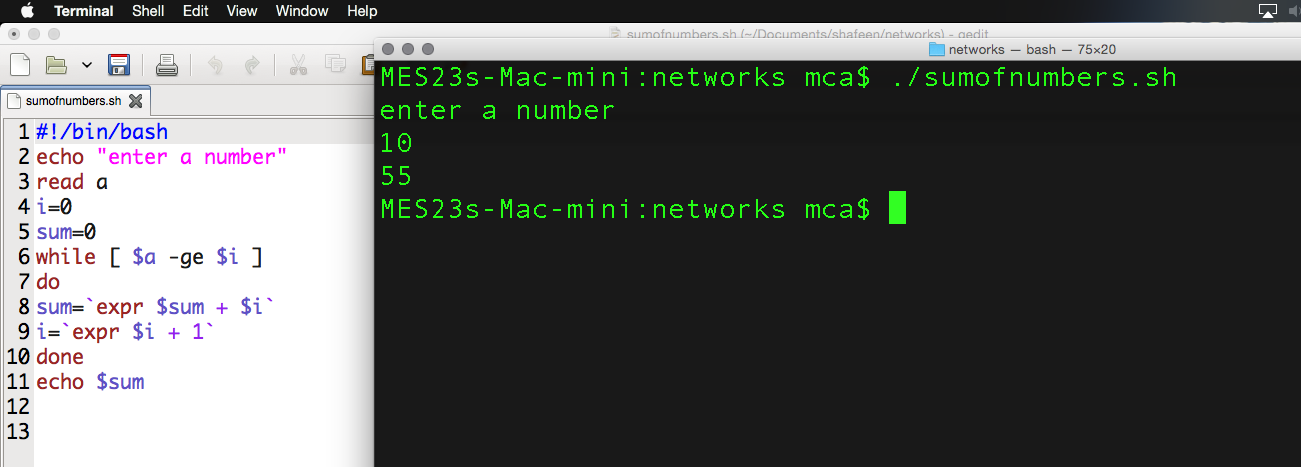 Terminal Shell Edit View Window Help
sumofnumbers.sh (~/Documents/shafeen/networks) - gedit
networks — bash — 75×20
sumofnumbers.sh
1 #!/bin/bash
2 echo "enter a number"
3 read a
4 i=0
5 sum=0
6 while [ $a -ge $i ]
7 do
8 sum=`expr $sum + $i`
9 i=`expr $i + 1`
10 done
11 echo $sum
12
13
MES23s-Mac-mini:networks mca$ ./sumofnumbers.sh
enter a number
10
55
MES23s-Mac-mini:networks mca$